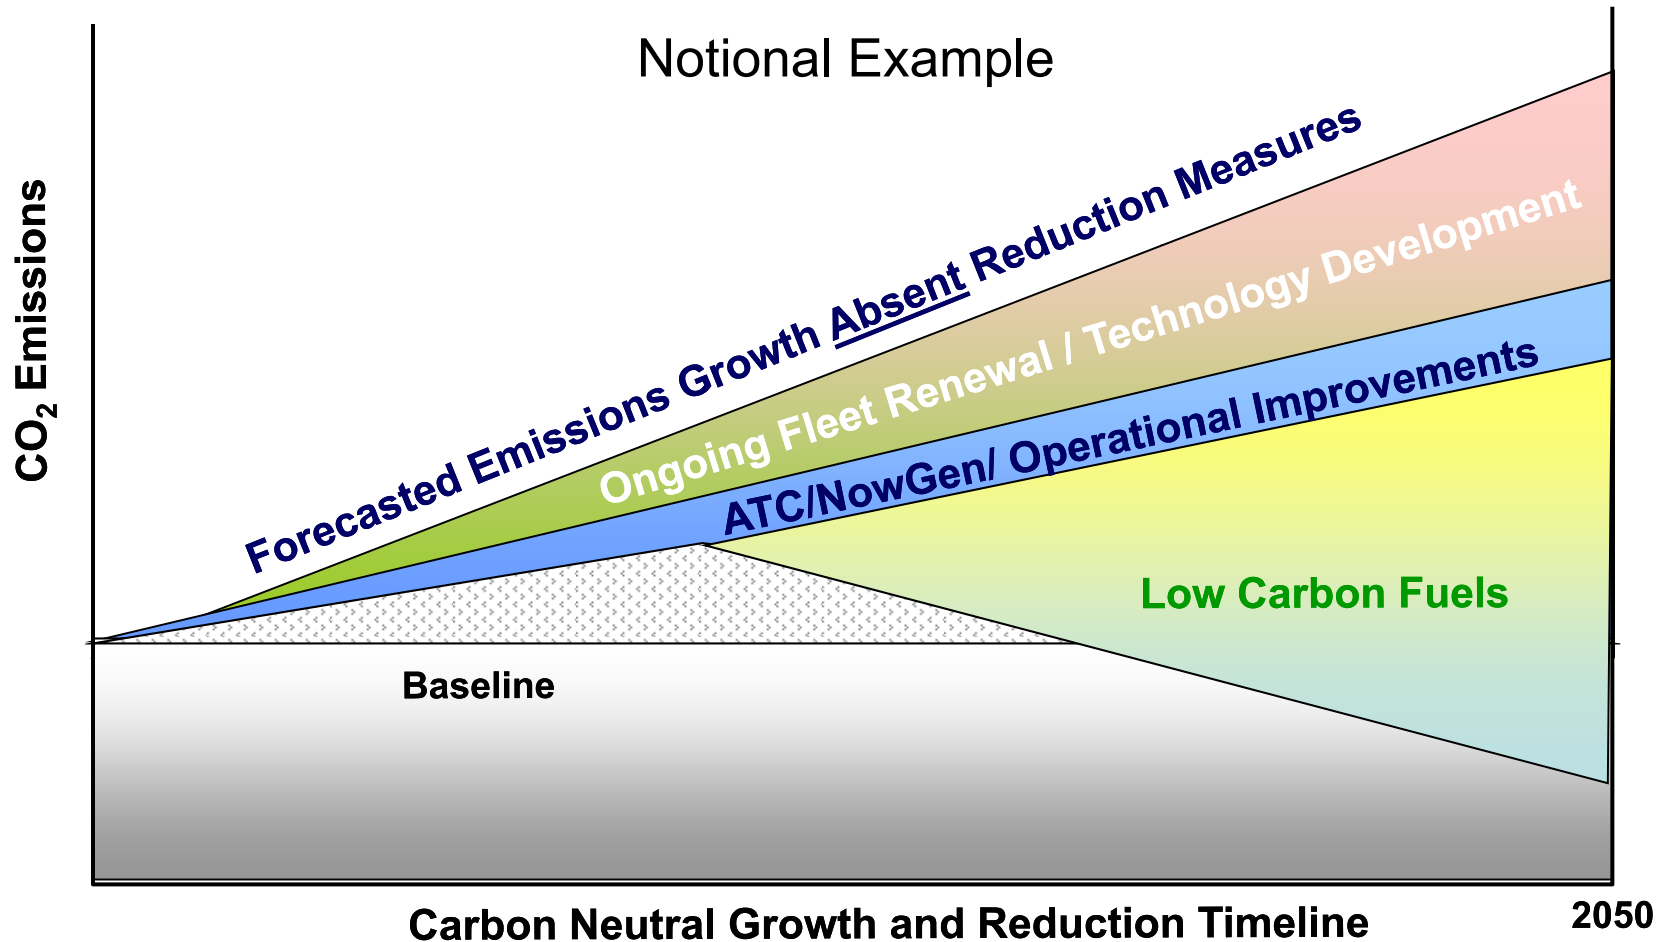 Notional Example
CO₂ Emissions
Forecasted Emissions Growth Absent Reduction Measures
Ongoing Fleet Renewal / Technology Development
ATC/NowGen/ Operational Improvements
Low Carbon Fuels
Baseline
Carbon Neutral Growth and Reduction Timeline
2050